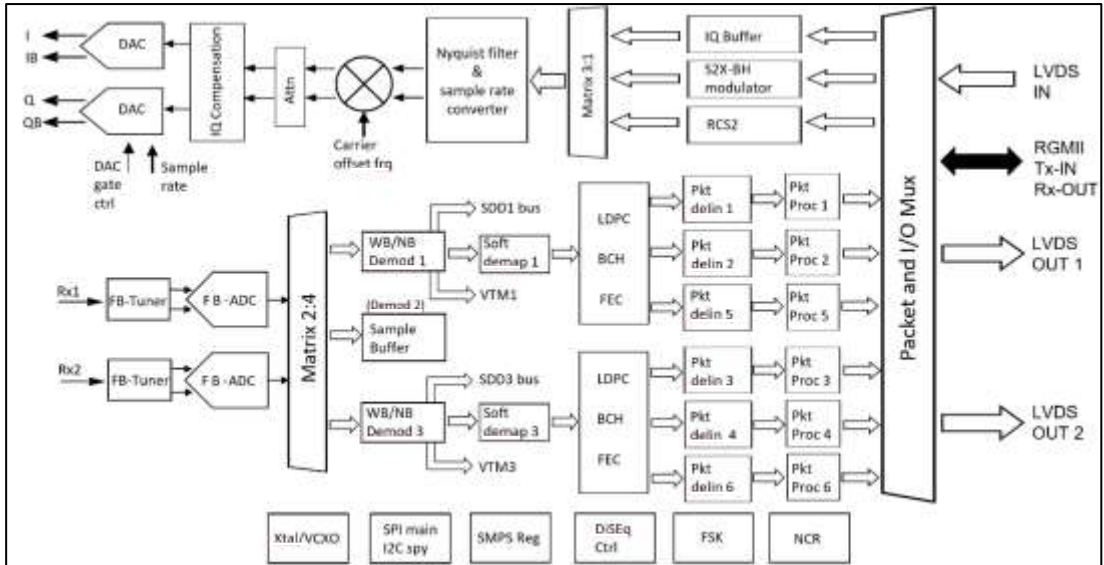 I
IB
DAC
Q
QB
DAC
DAC
gate
ctrl
Sample
rate
IQ Compensation
Attn
Carrier
offset frq
Nyquist filter
&
sample rate
converter
Matrix 3:1
IQ Buffer
S2X-BH
modulator
RCS2
Packet and I/O Mux
LVDS
IN
RGMII
Tx-IN
Rx-OUT
LVDS
OUT 1
LVDS
OUT 2
Rx1
FB-Tuner
FB-ADC
Rx2
FB-Tuner
FB-ADC
Matrix 2:4
SDD1 bus
WB/NB
Demod 1
VTM1
Soft
demap 1
(Demod 2)
Sample
Buffer
SDD3 bus
WB/NB
Demod 3
VTM3
Soft
demap 3
LDPC
BCH
FEC
LDPC
BCH
FEC
Pkt
delin 1
Pkt
Proc 1
Pkt
delin 2
Pkt
Proc 2
Pkt
delin 5
Pkt
Proc 5
Pkt
delin 3
Pkt
Proc 3
Pkt
delin 4
Pkt
Proc 4
Pkt
delin 6
Pkt
Proc 6
Xtal/VCXO
SPI main
I2C spy
SMPS Reg
DiSEq
Ctrl
FSK
NCR